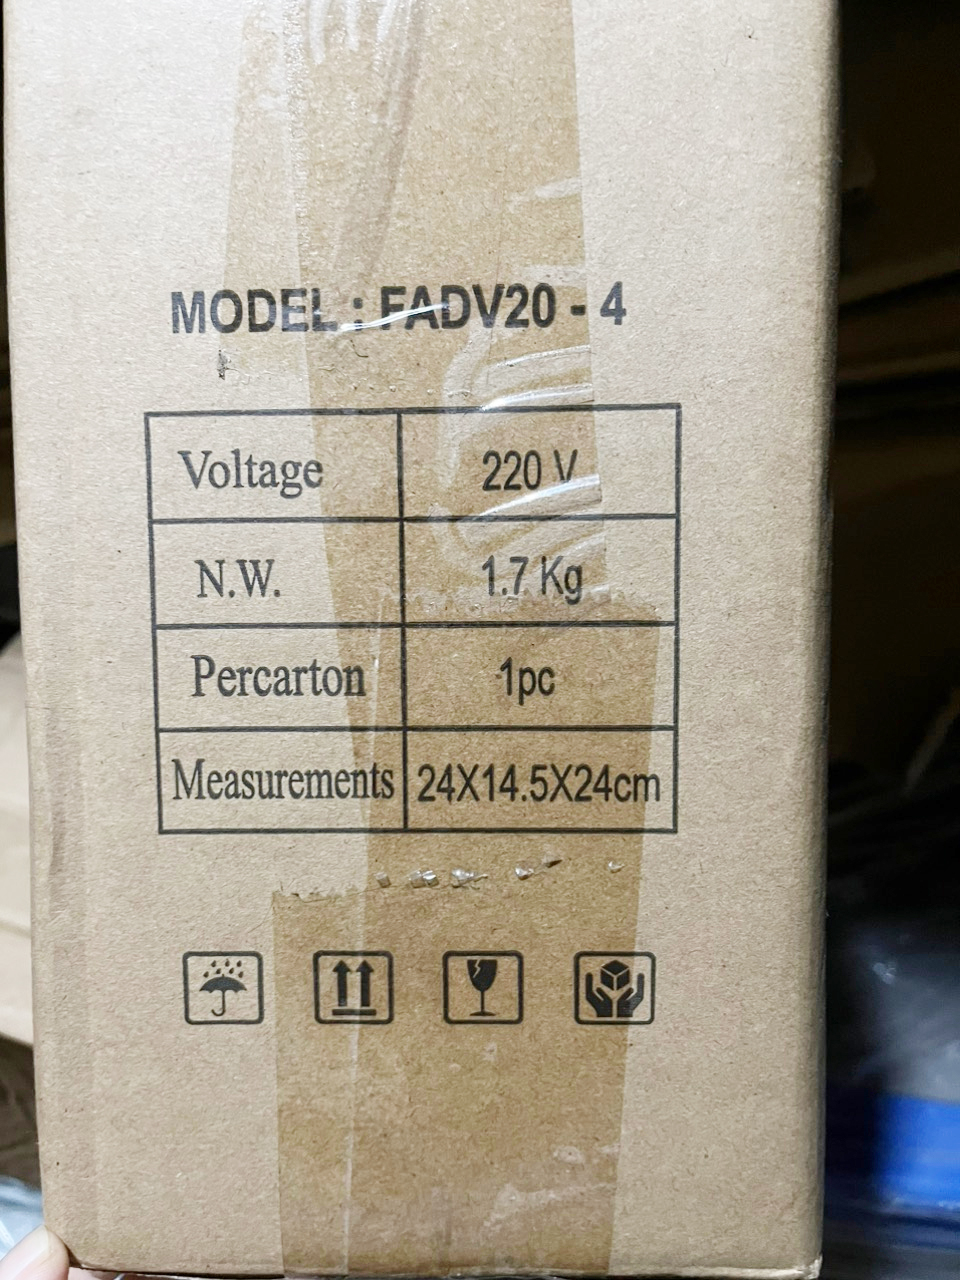 MODEL : FADV20 - 4
Voltage 220 V
N.W. 1.7 Kg
Percarton 1pc
Measurements 24X14.5X24cm